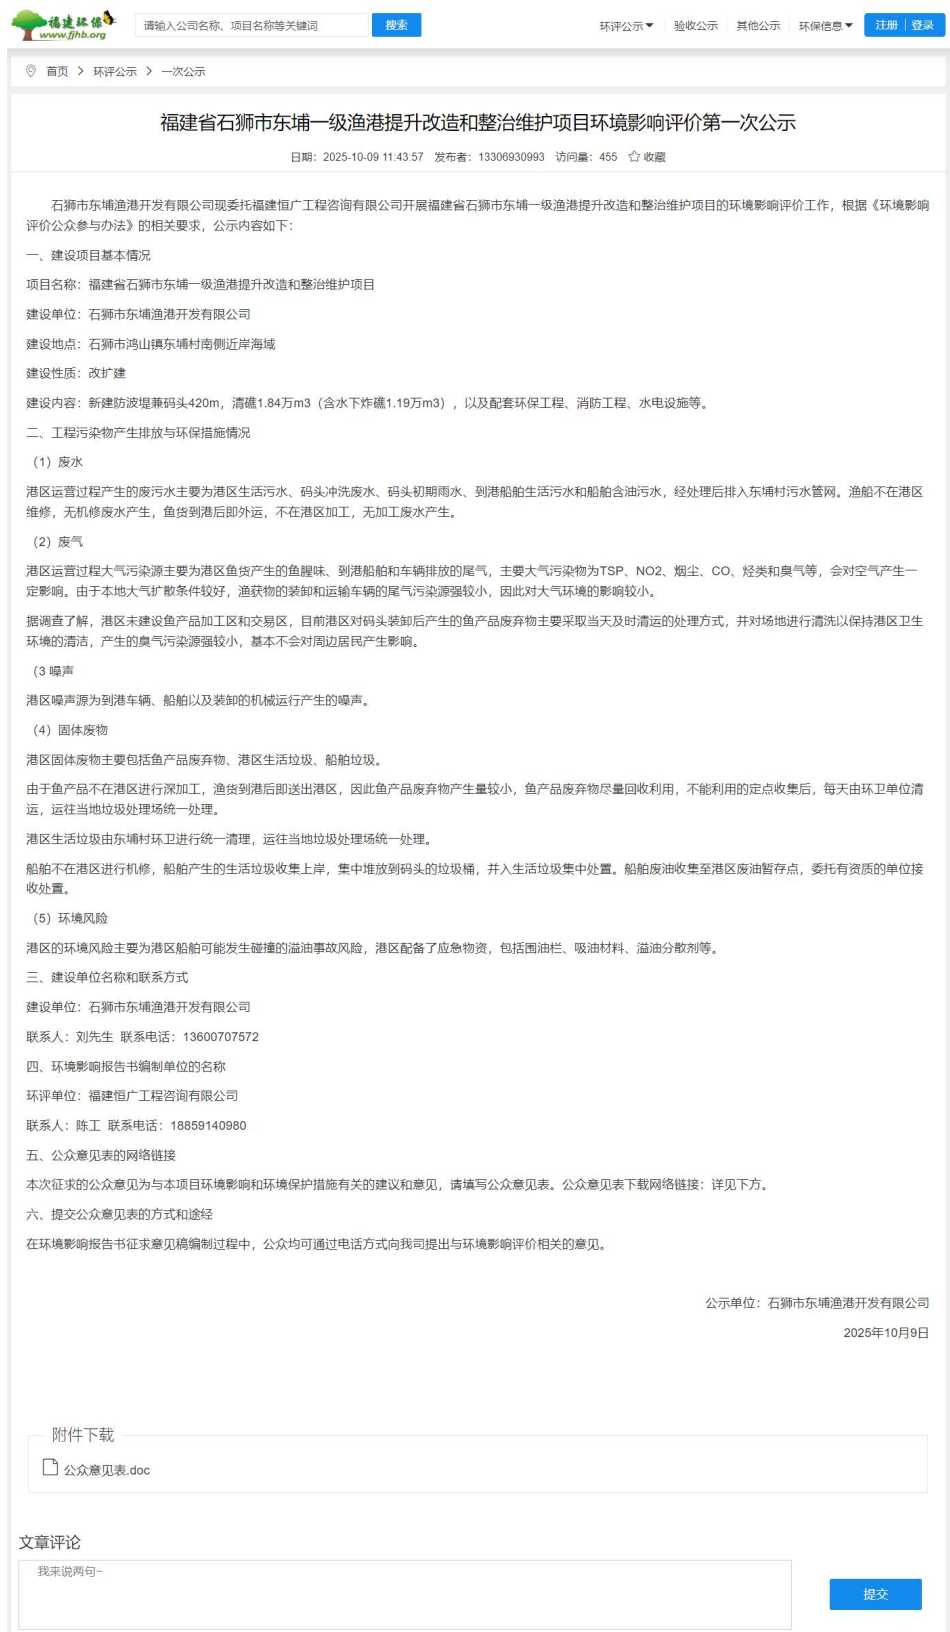 福建环保
www.fjhb.org
请输入公司名称、项目名称等关键词
搜索
环评公示
验收公示
其他公示
环保信息
注册 | 登录
首页 > 环评公示 > 一次公示
福建省石狮市东埔一级渔港提升改造和整治维护项目环境影响评价第一次公示
日期：2025-10-09 11:43:57 发布者：13306930993 访问量：455 收藏
石狮市东埔渔港开发有限公司现委托福建恒广工程咨询有限公司开展福建省石狮市东埔一级渔港提升改造和整治维护项目的环境影响评价工作，根据《环境影响
评价公众参与办法》的相关要求，公示内容如下：
一、建设项目基本情况
项目名称：福建省石狮市东埔一级渔港提升改造和整治维护项目
建设单位：石狮市东埔渔港开发有限公司
建设地点：石狮市鸿山镇东埔村南侧近岸海域
建设性质：改扩建
建设内容：新建防波堤兼码头420m，清礁1.84万m3（含水下炸礁1.19万m3），以及配套环保工程、消防工程、水电设施等。
二、工程污染物产生排放与环保措施情况
（1）废水
港区运营过程产生的废污水主要为港区生活污水、码头冲洗废水、码头初期雨水、到港船舶生活污水和船舶含油污水，经处理后排入东埔村污水管网。渔船不在港区
维修，无机修废水产生，鱼货到港后即外运，不在港区加工，无加工废水产生。
（2）废气
港区运营过程大气污染源主要为港区鱼货产生的鱼腥味、到港船舶和车辆排放的尾气，主要大气污染物为TSP、NO2、烟尘、CO、烃类和臭气等，会对空气产生一
定影响。由于本地大气扩散条件较好，渔获物的装卸和运输车辆的尾气污染源强较小，因此对大气环境的影响较小。
据调查了解，港区未建设鱼产品加工区和交易区，目前港区对码头装卸后产生的鱼产品废弃物主要采取当天及时清运的处理方式，并对场地进行清洗以保持港区卫生
环境的清洁，产生的臭气污染源强较小，基本不会对周边居民产生影响。
（3 噪声
港区噪声源为到港车辆、船舶以及装卸的机械运行产生的噪声。
（4）固体废物
港区固体废物主要包括鱼产品废弃物、港区生活垃圾、船舶垃圾。
由于鱼产品不在港区进行深加工，渔货到港后即送出港区，因此鱼产品废弃物产生量较小，鱼产品废弃物尽量回收利用，不能利用的定点收集后，每天由环卫单位清
运，运往当地垃圾处理场统一处理。
港区生活垃圾由东埔村环卫进行统一清理，运往当地垃圾处理场统一处理。
船舶不在港区进行机修，船舶产生的生活垃圾收集上岸，集中堆放到码头的垃圾桶，并入生活垃圾集中处置。船舶废油收集至港区废油暂存点，委托有资质的单位接
收处置。
（5）环境风险
港区的环境风险主要为港区船舶可能发生碰撞的溢油事故风险，港区配备了应急物资，包括围油栏、吸油材料、溢油分散剂等。
三、建设单位名称和联系方式
建设单位：石狮市东埔渔港开发有限公司
联系人：刘先生 联系电话：13600707572
四、环境影响报告书编制单位的名称
环评单位：福建恒广工程咨询有限公司
联系人：陈工 联系电话：18859140980
五、公众意见表的网络链接
本次征求的公众意见为与本项目环境影响和环境保护措施有关的建议和意见，请填写公众意见表。公众意见表下载网络链接：详见下方。
六、提交公众意见表的方式和途经
在环境影响报告书征求意见稿编制过程中，公众均可通过电话方式向我司提出与环境影响评价相关的意见。
公示单位：石狮市东埔渔港开发有限公司
2025年10月9日
附件下载
公众意见表.doc
文章评论
我来说两句~
提交